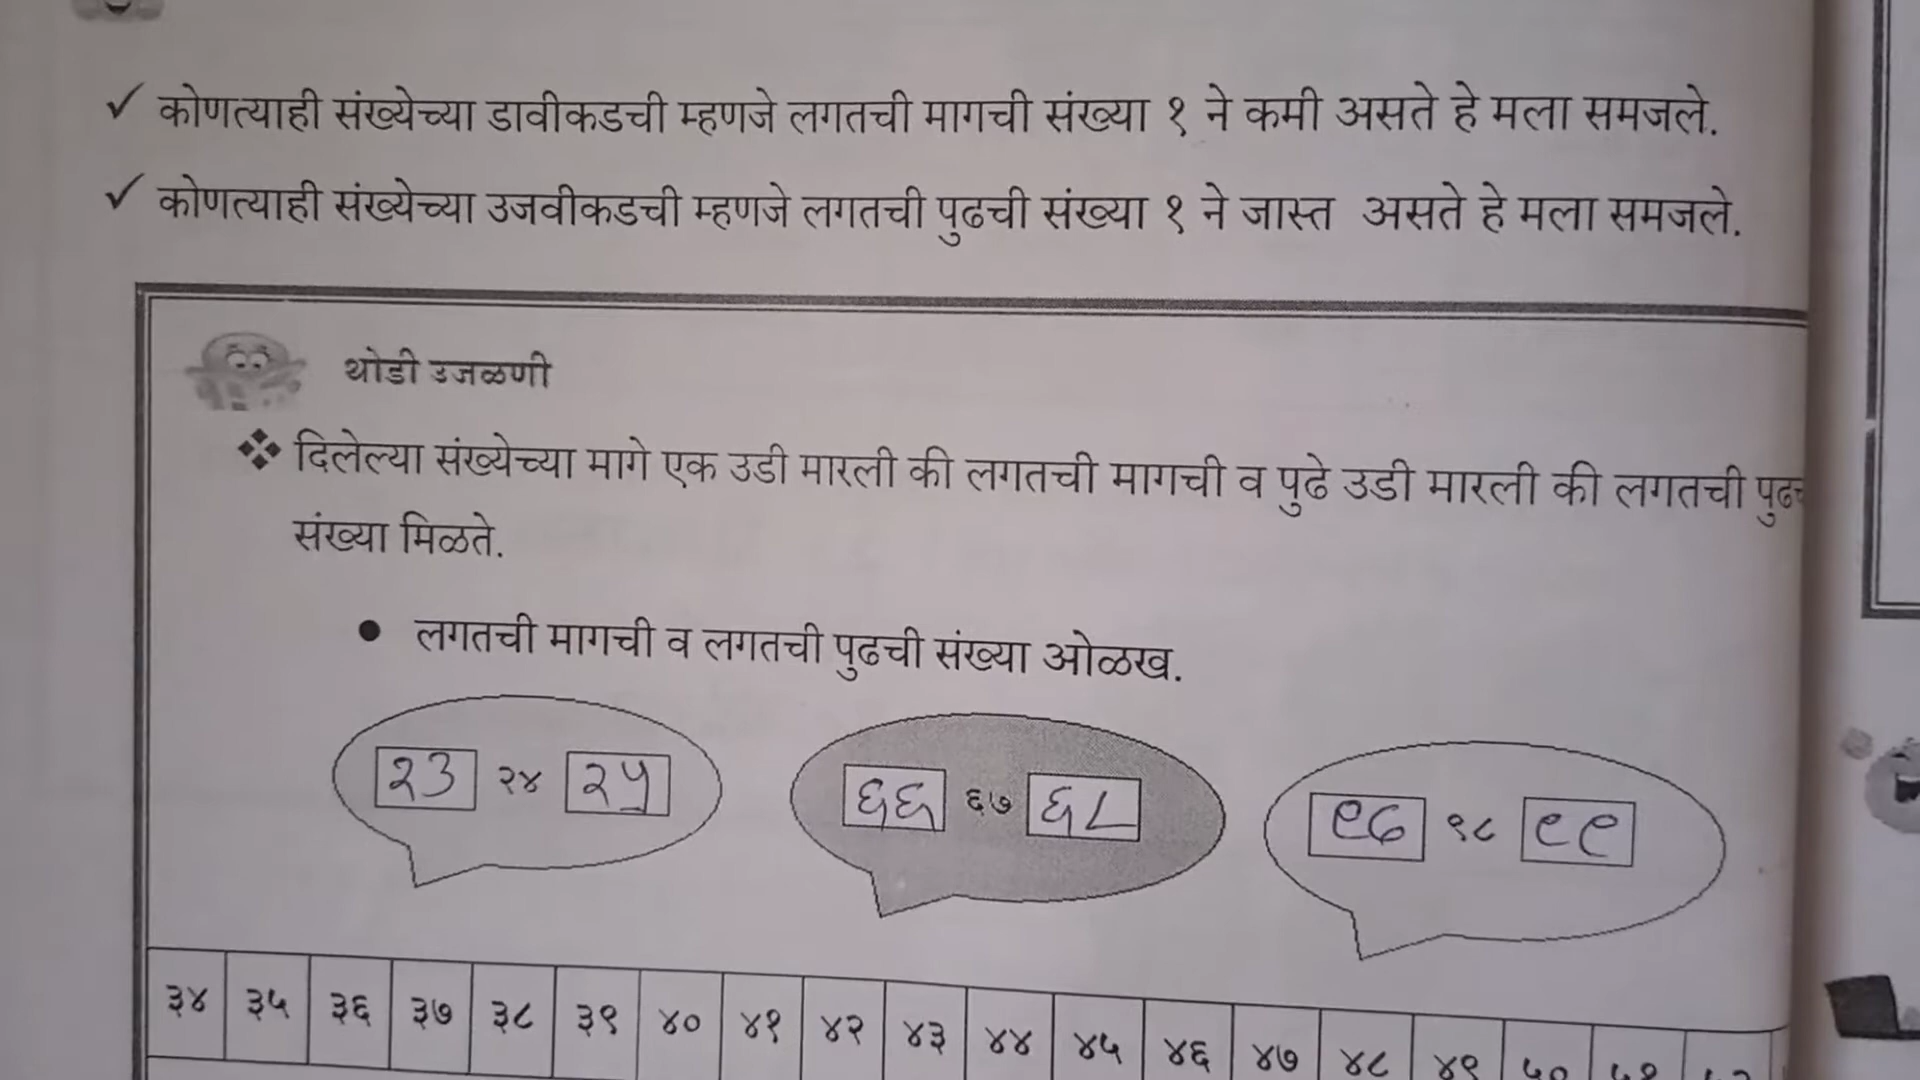 ✓ कोणत्याही संख्येच्या डावीकडची म्हणजे लगतची मागची संख्या १ ने कमी असते हे मला समजले.
✓ कोणत्याही संख्येच्या उजवीकडची म्हणजे लगतची पुढची संख्या १ ने जास्त असते हे मला समजले.
थोडी उजळणी
❖ दिलेल्या संख्येच्या मागे एक उडी मारली की लगतची मागची व पुढे उडी मारली की लगतची
संख्या मिळते.
● लगतची मागची व लगतची पुढची संख्या ओळख.
२३ २४ २५ ६६ ६७ ६८ ९७ ९८ ९९
३४ ३५ ३६ ३७ ३८ ३९ ४० ४१ ४२ ४३ ४४ ४५ ४६ ४७ ४८ ४९ ५० ५१